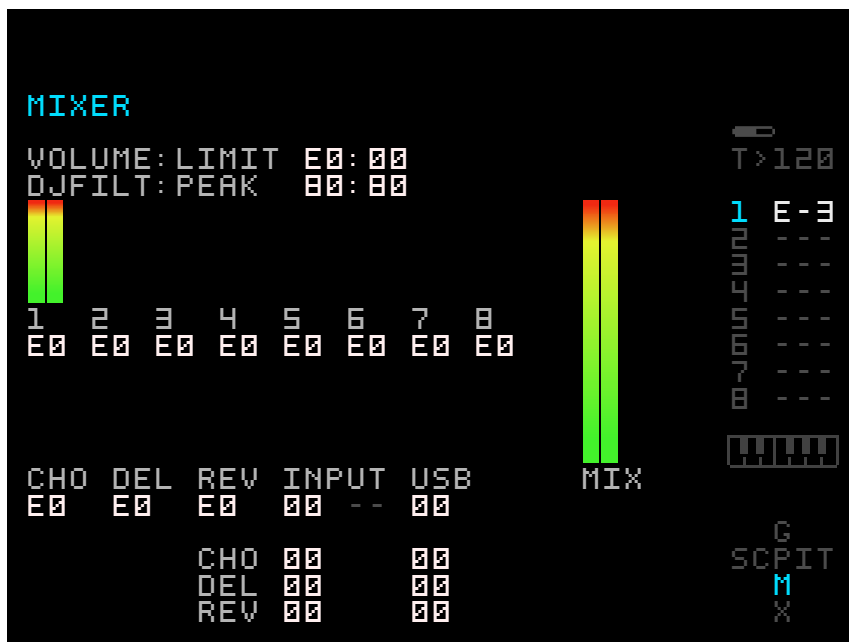 MIXER
VOLUME:LIMIT E0:00
DJFILT:PEAK 80:80
1 2 3 4 5 6 7 8
E0 E0 E0 E0 E0 E0 E0 E0
CHO DEL REV INPUT USB
E0 E0 E0 00 -- 00
CHO 00 00
DEL 00 00
REV 00 00
MIX
T>120
1 E-3
2 ---
3 ---
4 ---
5 ---
6 ---
7 ---
8 ---
G
SCPIT
M
X